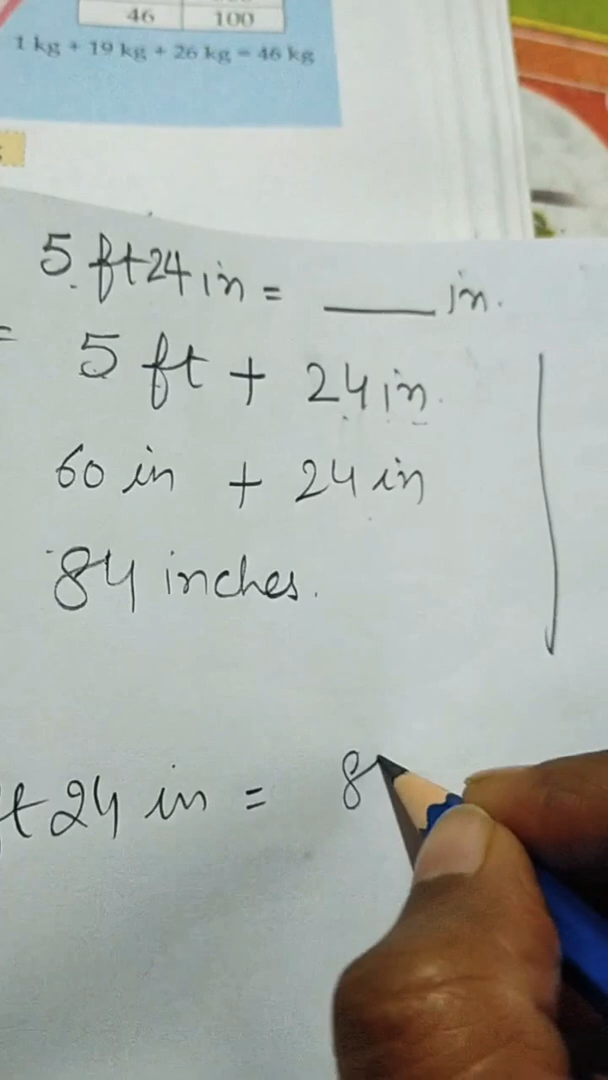 46 100
1 kg + 19 kg + 26 kg = 46 kg
5 ft 24 in = ____ in.
= 5 ft + 24 in.
60 in + 24 in
84 inches.
t 24 in = 8